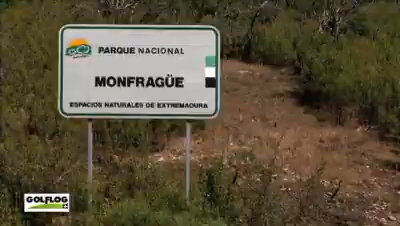 PARQUE NACIONAL
MONFRAGÜE
ESPACIOS NATURALES DE EXTREMADURA
GOLFLOG